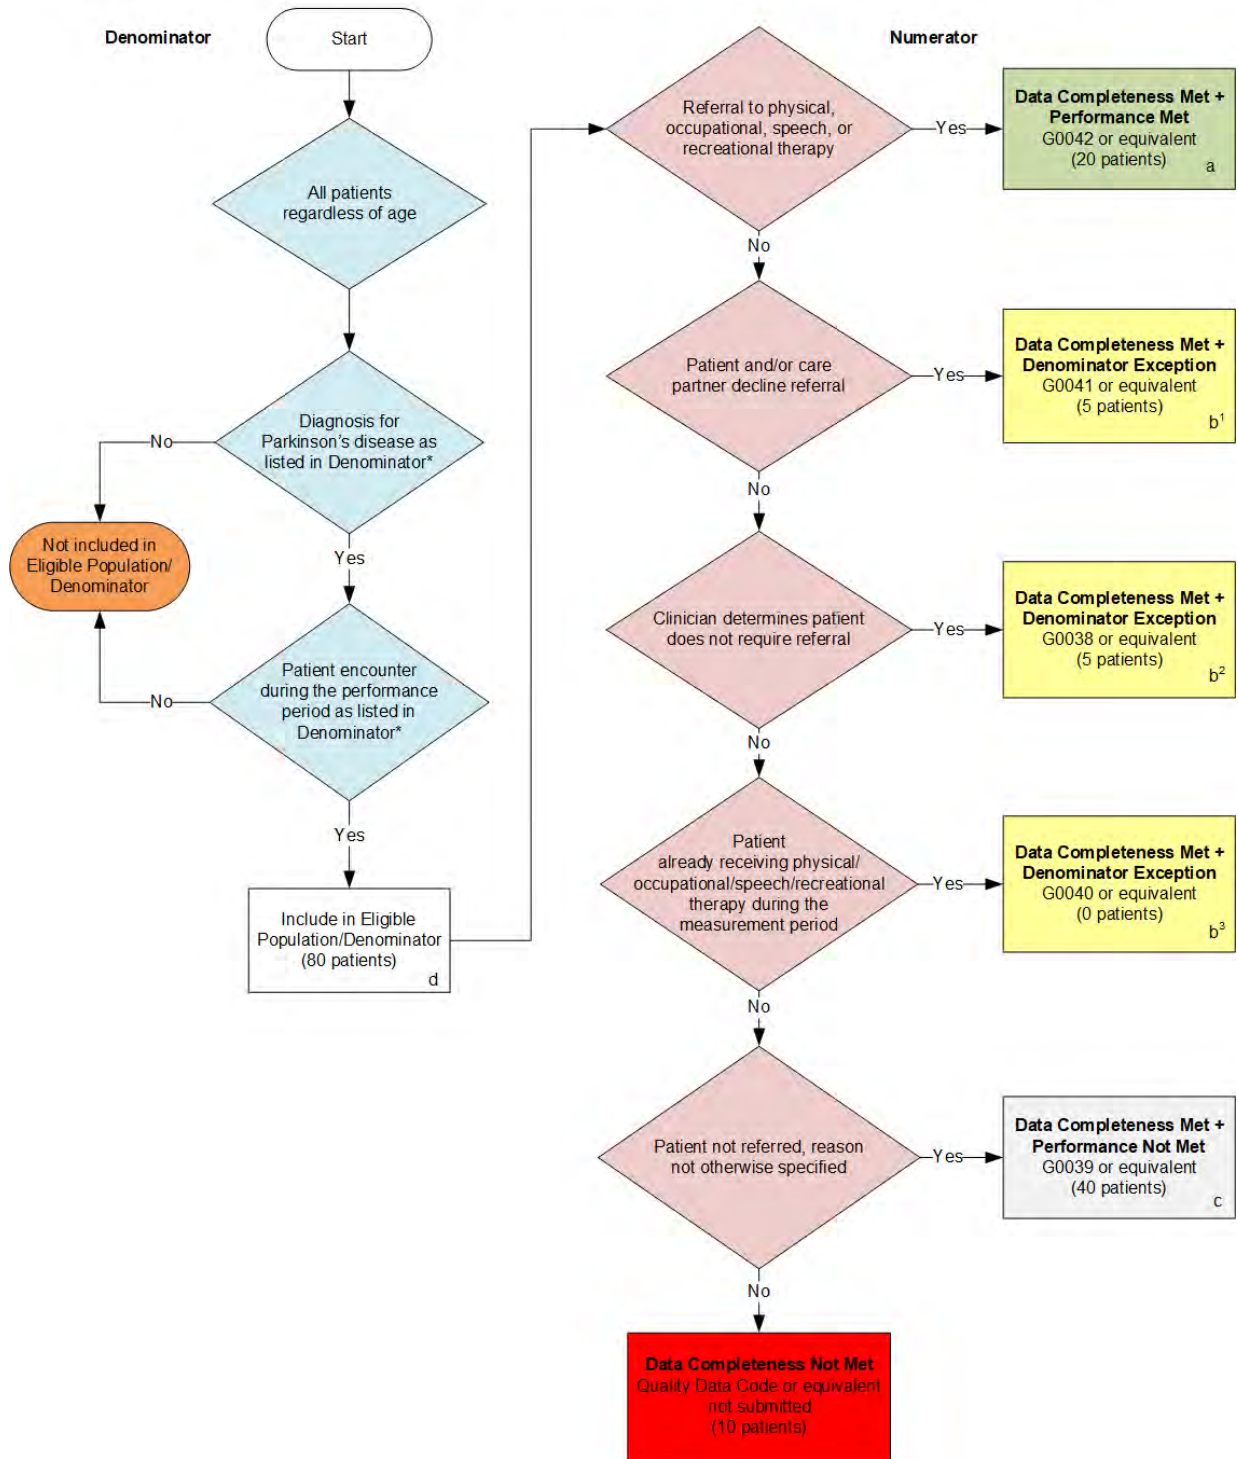 Denominator
Start
All patients
regardless of age
Diagnosis for
Parkinson's disease as
listed in Denominator*
No
Not included in
Eligible Population/
Denominator
Yes
Patient encounter
during the performance
period as listed in
Denominator*
No
Yes
Include in Eligible
Population/Denominator
(80 patients)
d
Numerator
Referral to physical,
occupational, speech, or
recreational therapy
Yes
Data Completeness Met +
Performance Met
G0042 or equivalent
(20 patients)
a
No
Patient and/or care
partner decline referral
Yes
Data Completeness Met +
Denominator Exception
G0041 or equivalent
(5 patients)
b¹
No
Clinician determines patient
does not require referral
Yes
Data Completeness Met +
Denominator Exception
G0038 or equivalent
(5 patients)
b²
No
Patient
already receiving physical/
occupational/speech/recreational
therapy during the
measurement period
Yes
Data Completeness Met +
Denominator Exception
G0040 or equivalent
(0 patients)
b³
No
Patient not referred, reason
not otherwise specified
Yes
Data Completeness Met +
Performance Not Met
G0039 or equivalent
(40 patients)
c
No
Data Completeness Not Met
Quality Data Code or equivalent
not submitted
(10 patients)